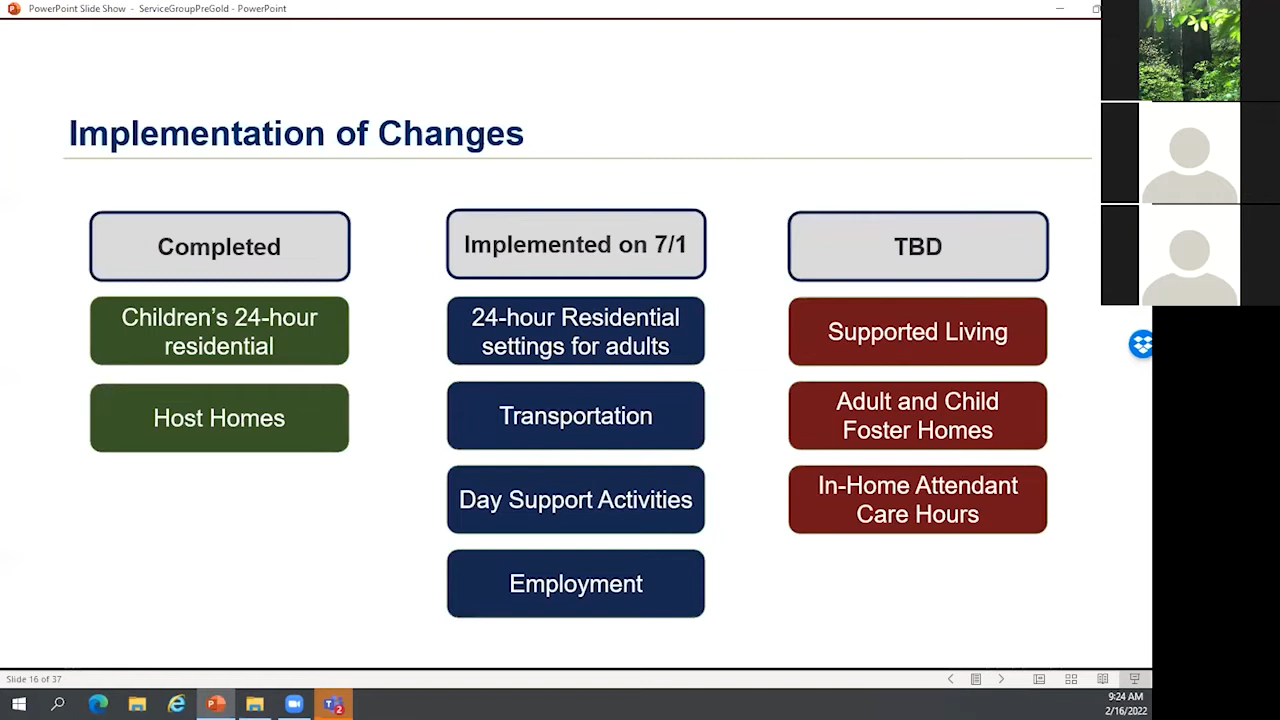 PowerPoint Slide Show - ServiceGroupPreGold - PowerPoint
Implementation of Changes
Completed
Children's 24-hour
residential
Host Homes
Implemented on 7/1
24-hour Residential
settings for adults
Transportation
Day Support Activities
Employment
TBD
Supported Living
Adult and Child
Foster Homes
In-Home Attendant
Care Hours
Slide 16 of 37
2
9:24 AM
2/16/2022